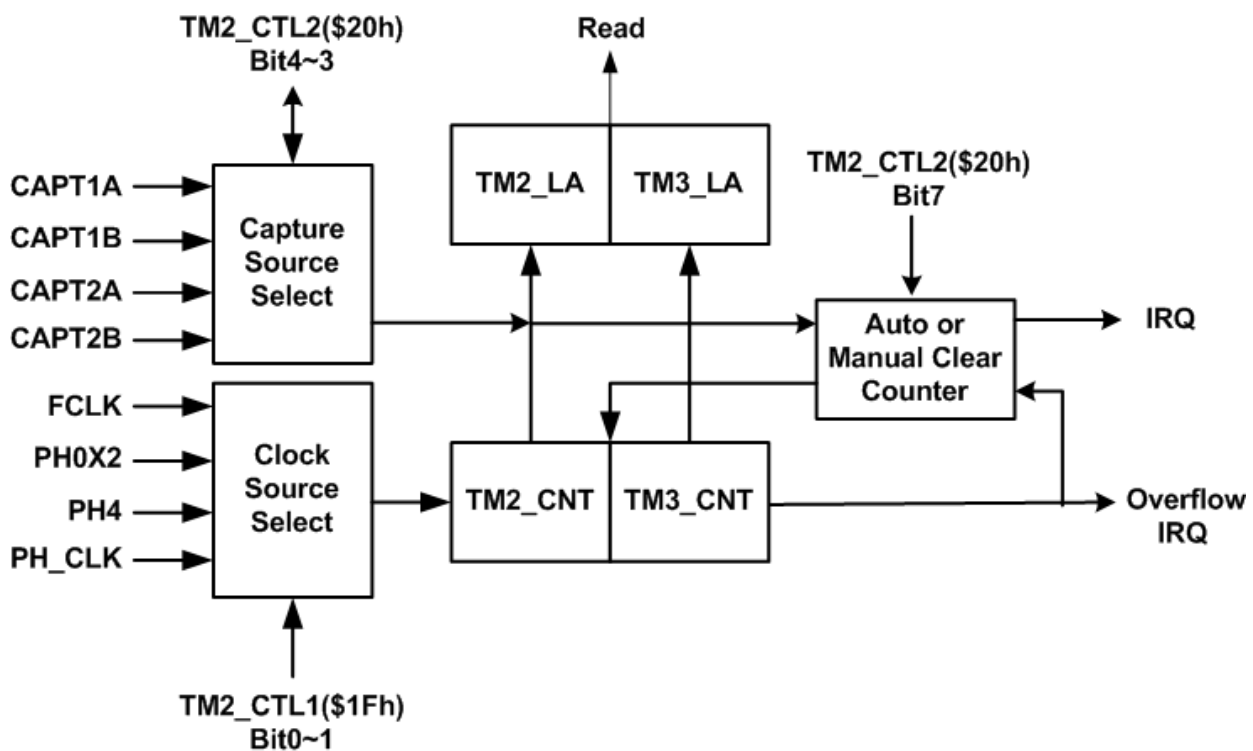 TM2_CTL2($20h)
Bit4~3
Read
TM2_CTL2($20h)
Bit7
CAPT1A
CAPT1B
CAPT2A
CAPT2B
Capture
Source
Select
TM2_LA
TM3_LA
Auto or
Manual Clear
Counter
IRQ
FCLK
PH0X2
PH4
PH_CLK
Clock
Source
Select
TM2_CNT
TM3_CNT
Overflow
IRQ
TM2_CTL1($1Fh)
Bit0~1